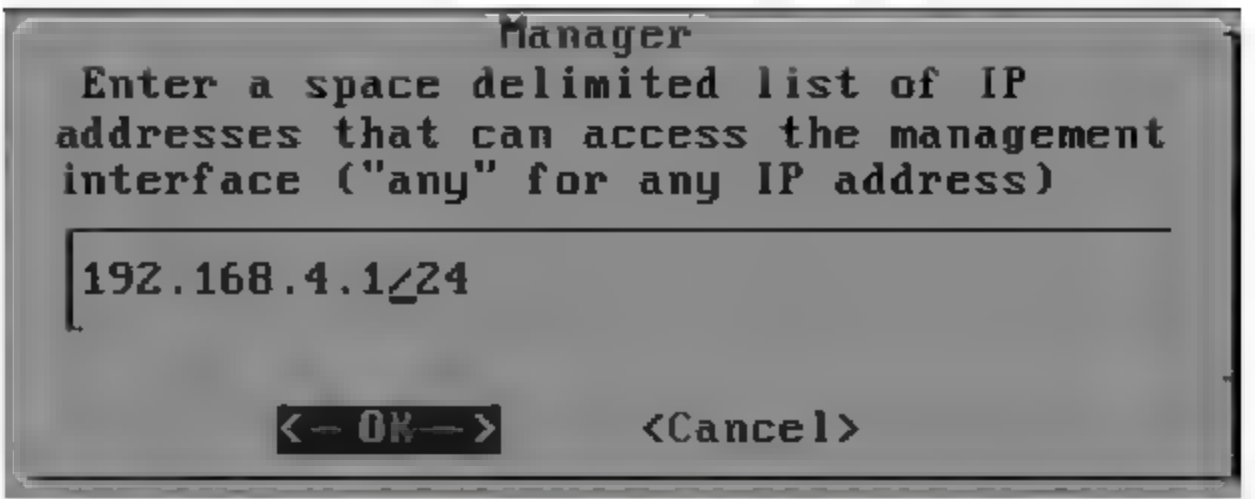 Manager
Enter a space delimited list of IP
addresses that can access the management
interface ("any" for any IP address)
192.168.4.1/24
<- OK-> <Cancel>